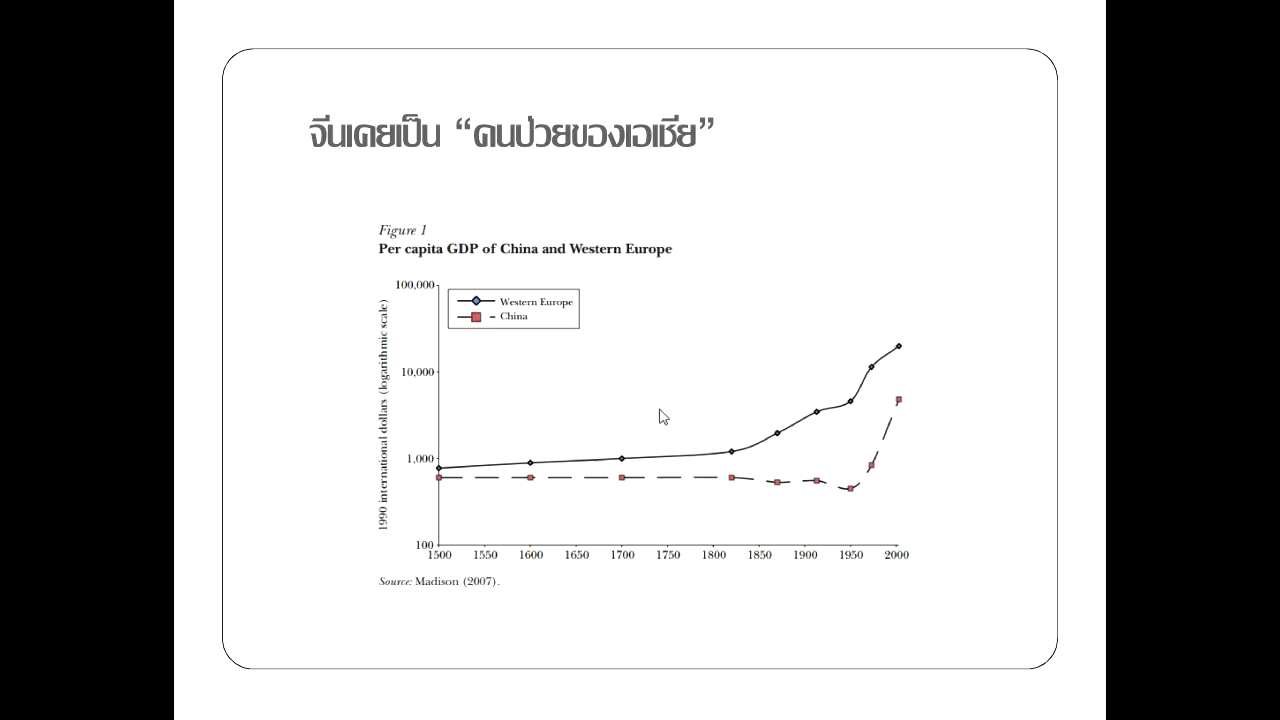 จีนเคยเป็น “คนป่วยของเอเชีย”
Figure 1
Per capita GDP of China and Western Europe
1990 international dollars (logarithmic scale)
100,000
10,000
1,000
100
Western Europe
China
1500 1550 1600 1650 1700 1750 1800 1850 1900 1950 2000
Source: Madison (2007).